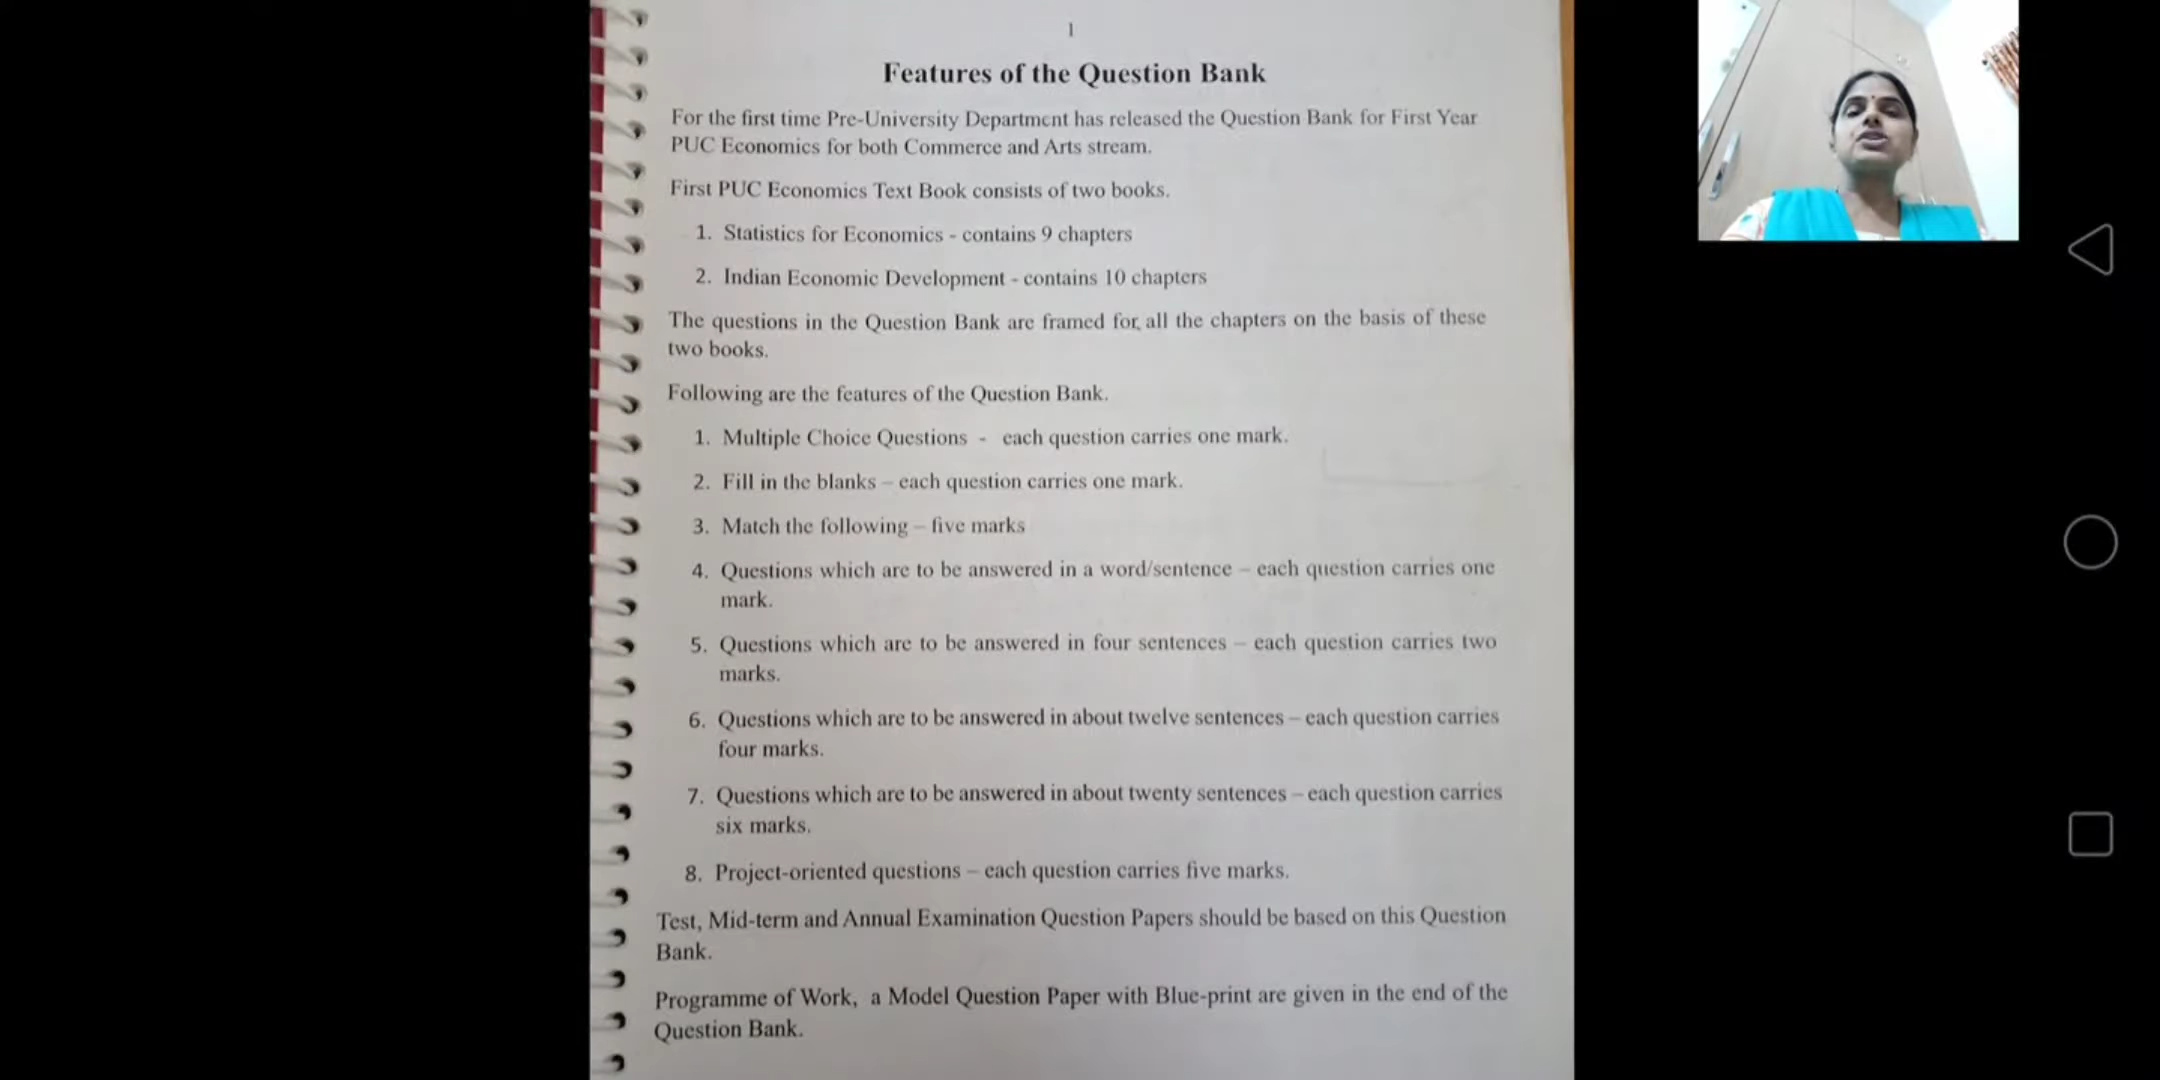 1
Features of the Question Bank
For the first time Pre-University Department has released the Question Bank for First Year
PUC Economics for both Commerce and Arts stream.
First PUC Economics Text Book consists of two books.
1. Statistics for Economics - contains 9 chapters
2. Indian Economic Development - contains 10 chapters
The questions in the Question Bank are framed for all the chapters on the basis of these
two books.
Following are the features of the Question Bank.
1. Multiple Choice Questions - each question carries one mark.
2. Fill in the blanks – each question carries one mark.
3. Match the following – five marks
4. Questions which are to be answered in a word/sentence – each question carries one
mark.
5. Questions which are to be answered in four sentences – each question carries two
marks.
6. Questions which are to be answered in about twelve sentences – each question carries
four marks.
7. Questions which are to be answered in about twenty sentences – each question carries
six marks.
8. Project-oriented questions – each question carries five marks.
Test, Mid-term and Annual Examination Question Papers should be based on this Question
Bank.
Programme of Work, a Model Question Paper with Blue-print are given in the end of the
Question Bank.